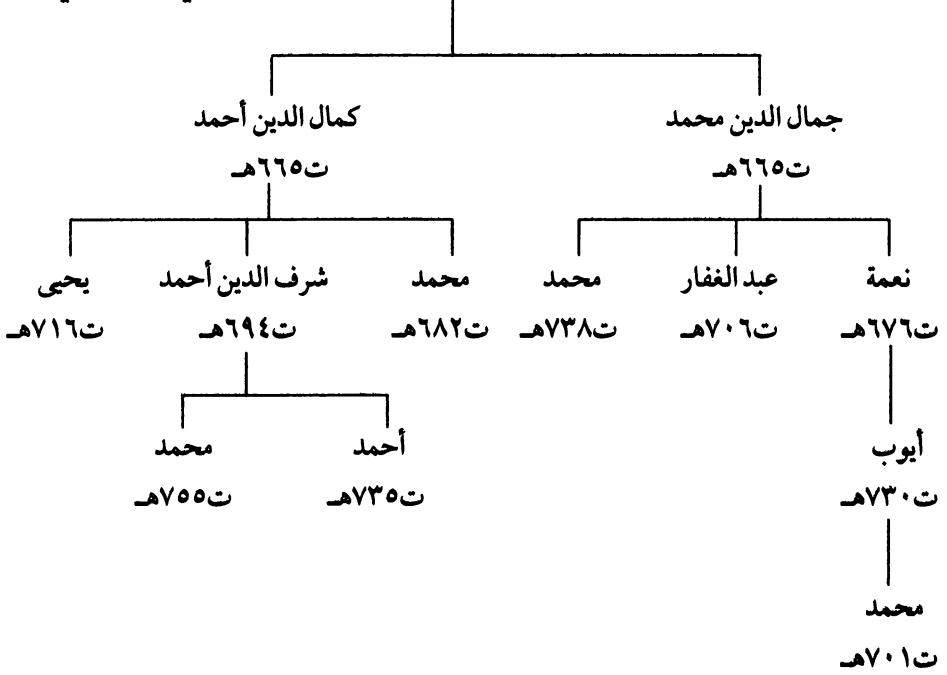 جمال الدين محمد
ت٦٦٥هـ
كمال الدين أحمد
ت٦٦٥هـ
نعمة
ت٦٧٦هـ
عبد الغفار
ت٧٠٦هـ
محمد
ت٧٣٨هـ
محمد
ت٦٨٢هـ
شرف الدين أحمد
ت٦٩٤هـ
يحيى
ت٧١٦هـ
أيوب
ت٧٣٠هـ
أحمد
ت٧٣٥هـ
محمد
ت٧٥٥هـ
محمد
ت٧٠١هـ